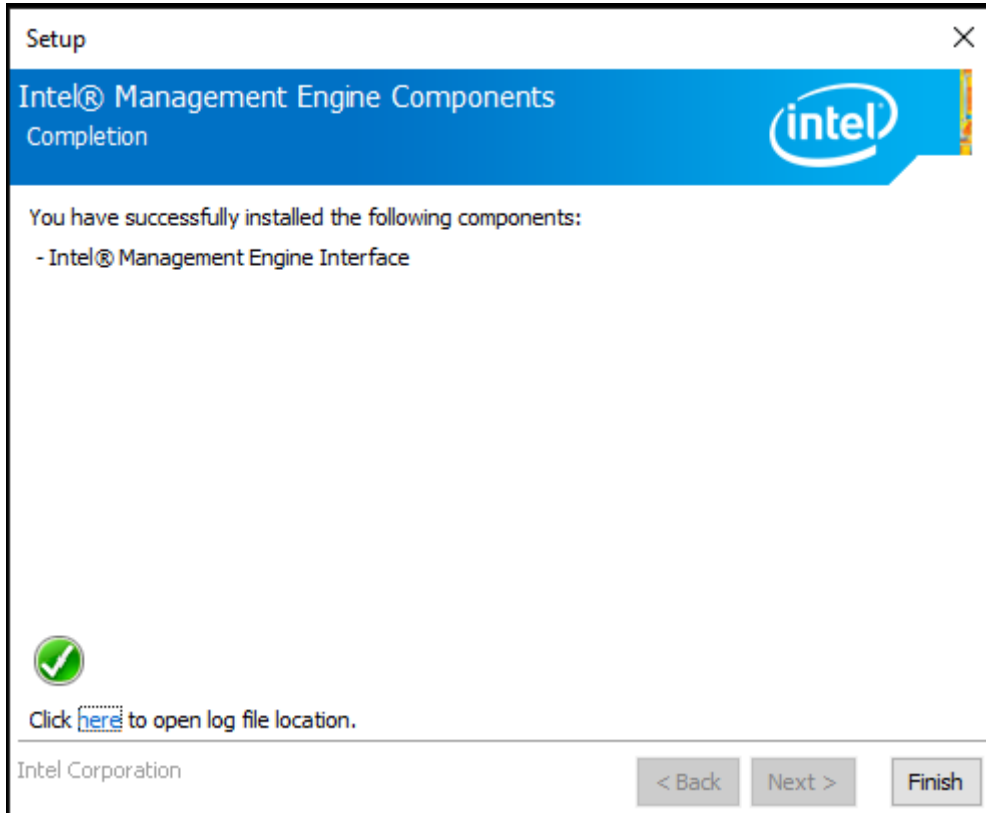 Setup
Intel® Management Engine Components
Completion
intel
You have successfully installed the following components:
- Intel® Management Engine Interface
Click here to open log file location.
Intel Corporation
< Back
Next >
Finish